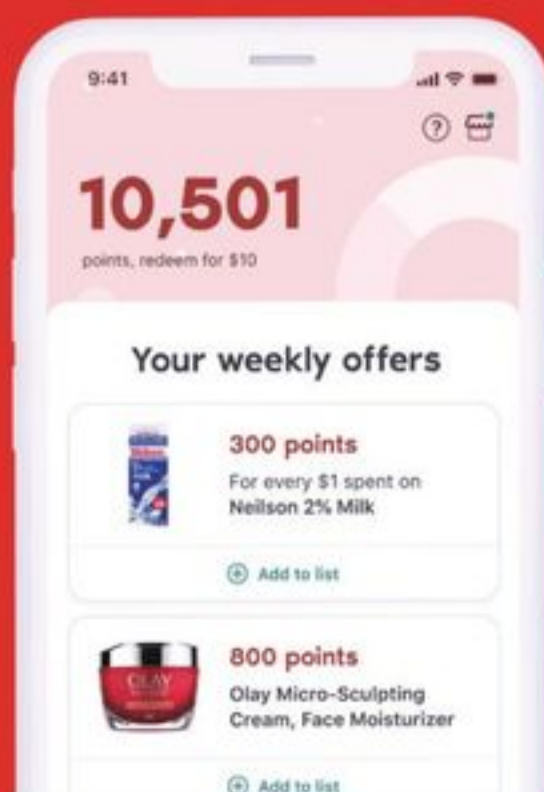 9:41
10,501
points, redeem for $10
Your weekly offers
300 points
For every $1 spent on
Neilson 2% Milk
Add to list
OLAY
800 points
Olay Micro-Sculpting
Cream, Face Moisturizer
Add to list